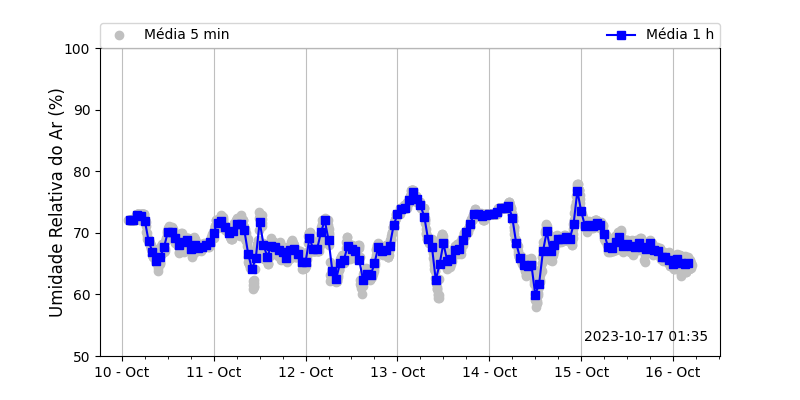 Média 5 min
Média 1 h
100
90
80
70
60
50
Umidade Relativa do Ar (%)
2023-10-17 01:35
10 - Oct
11 - Oct
12 - Oct
13 - Oct
14 - Oct
15 - Oct
16 - Oct